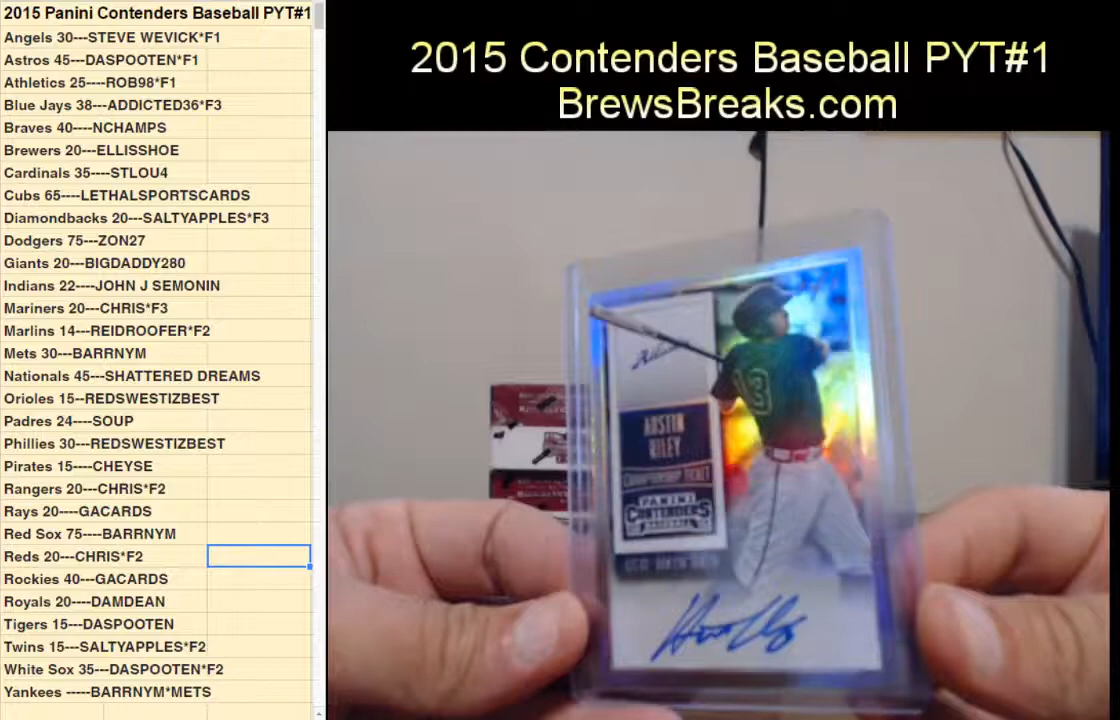 2015 Panini Contenders Baseball PYT#1
Angels 30---STEVE WEVICK*F1
Astros 45---DASPOOTEN*F1
Athletics 25----ROB98*F1
Blue Jays 38---ADDICTED36*F3
Braves 40----NCHAMPS
Brewers 20---ELLISSHOE
Cardinals 35----STLOU4
Cubs 65----LETHALSPORTSCARDS
Diamondbacks 20---SALTYAPPLES*F3
Dodgers 75---ZON27
Giants 20---BIGDADDY280
Indians 22----JOHN J SEMONIN
Mariners 20---CHRIS*F3
Marlins 14---REIDROOFER*F2
Mets 30---BARRNYM
Nationals 45---SHATTERED DREAMS
Orioles 15--REDSWESTIZBEST
Padres 24----SOUP
Phillies 30---REDSWESTIZBEST
Pirates 15----CHEYSE
Rangers 20---CHRIS*F2
Rays 20----GACARDS
Red Sox 75----BARRNYM
Reds 20---CHRIS*F2
Rockies 40---GACARDS
Royals 20----DAMDEAN
Tigers 15---DASPOOTEN
Twins 15----SALTYAPPLES*F2
White Sox 35---DASPOOTEN*F2
Yankees -----BARRNYM*METS
2015 Contenders Baseball PYT#1
BrewsBreaks.com
13
AUSTIN
RILEY
CHAMPIONSHIP TICKET
PANINI
CONTENDERS
BASEBALL